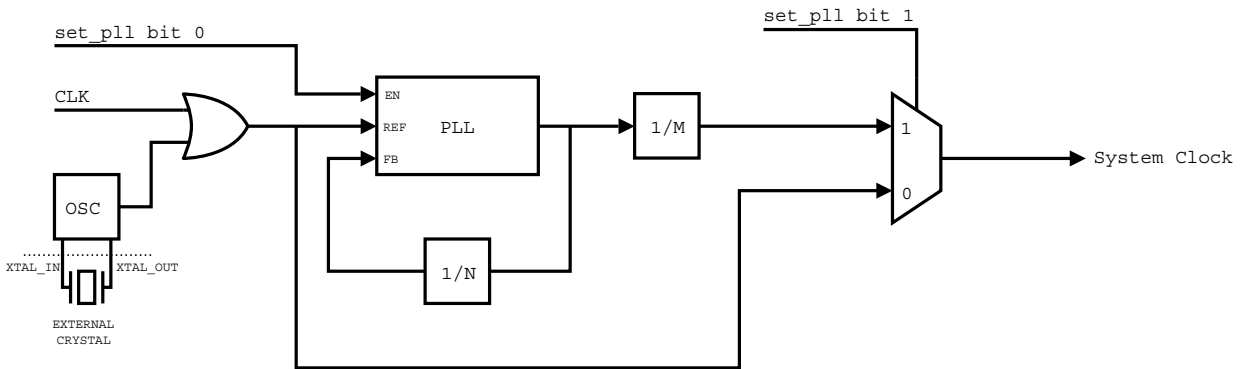 set_pll bit 0
set_pll bit 1
CLK
EN
REF
PLL
FB
1/M
1
0
System Clock
OSC
XTAL_IN
XTAL_OUT
1/N
EXTERNAL
CRYSTAL